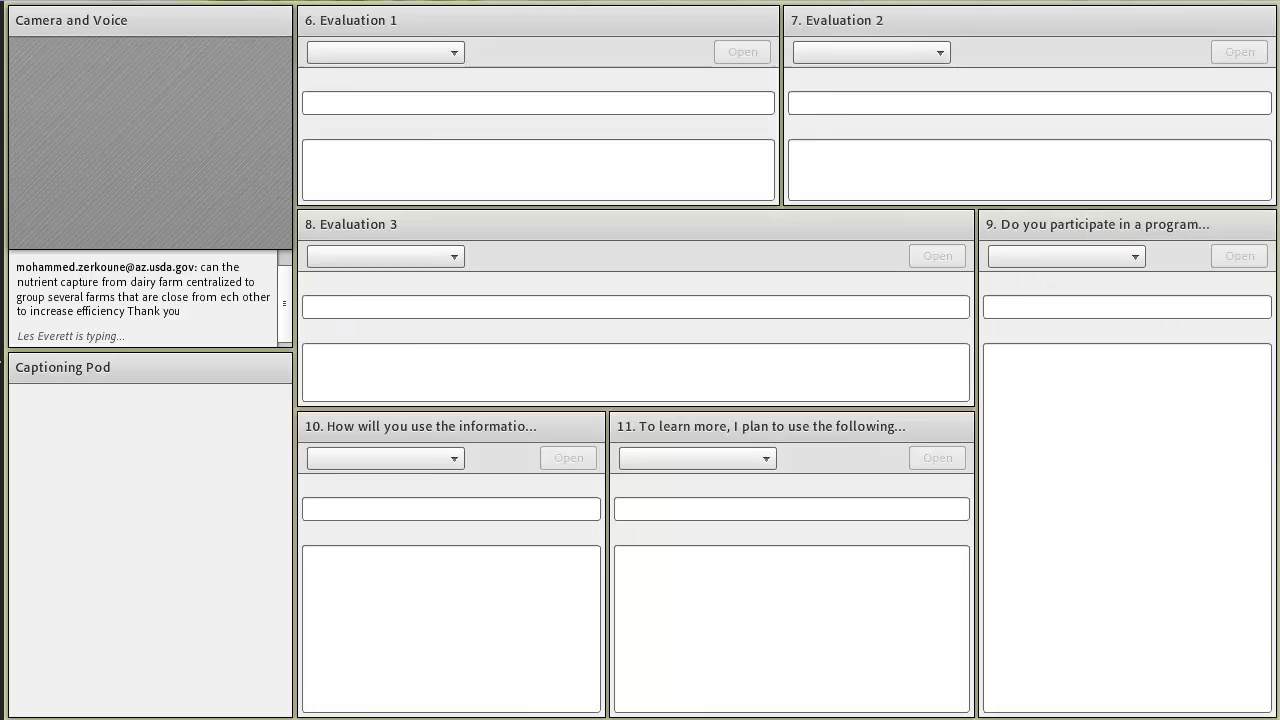 Camera and Voice
mohammed.zerkoune@az.usda.gov: can the
nutrient capture from dairy farm centralized to
group several farms that are close from ech other
to increase efficiency Thank you
Les Everett is typing...
Captioning Pod
6. Evaluation 1
Open
7. Evaluation 2
Open
8. Evaluation 3
Open
9. Do you participate in a program...
Open
10. How will you use the informatio...
Open
11. To learn more, I plan to use the following...
Open